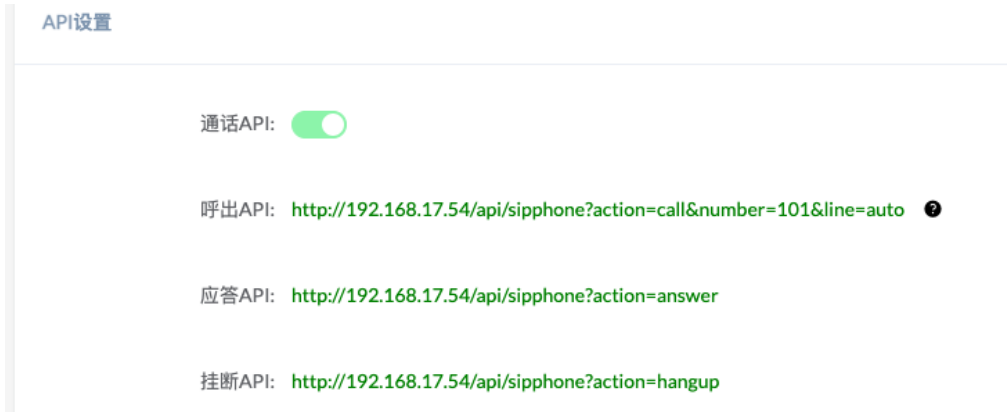 API设置
通话API:
呼出API: http://192.168.17.54/api/sipphone?action=call&number=101&line=auto ?
应答API: http://192.168.17.54/api/sipphone?action=answer
挂断API: http://192.168.17.54/api/sipphone?action=hangup